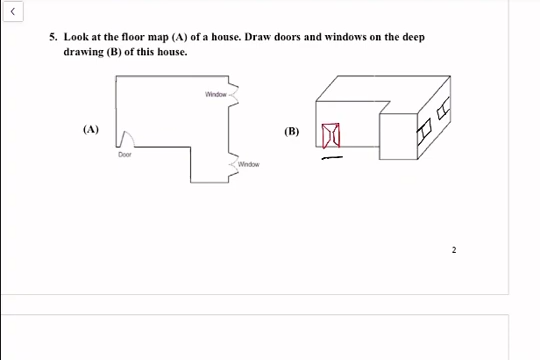 5. Look at the floor map (A) of a house. Draw doors and windows on the deep
drawing (B) of this house.
Window
(A)
(B)
Door
Window
2